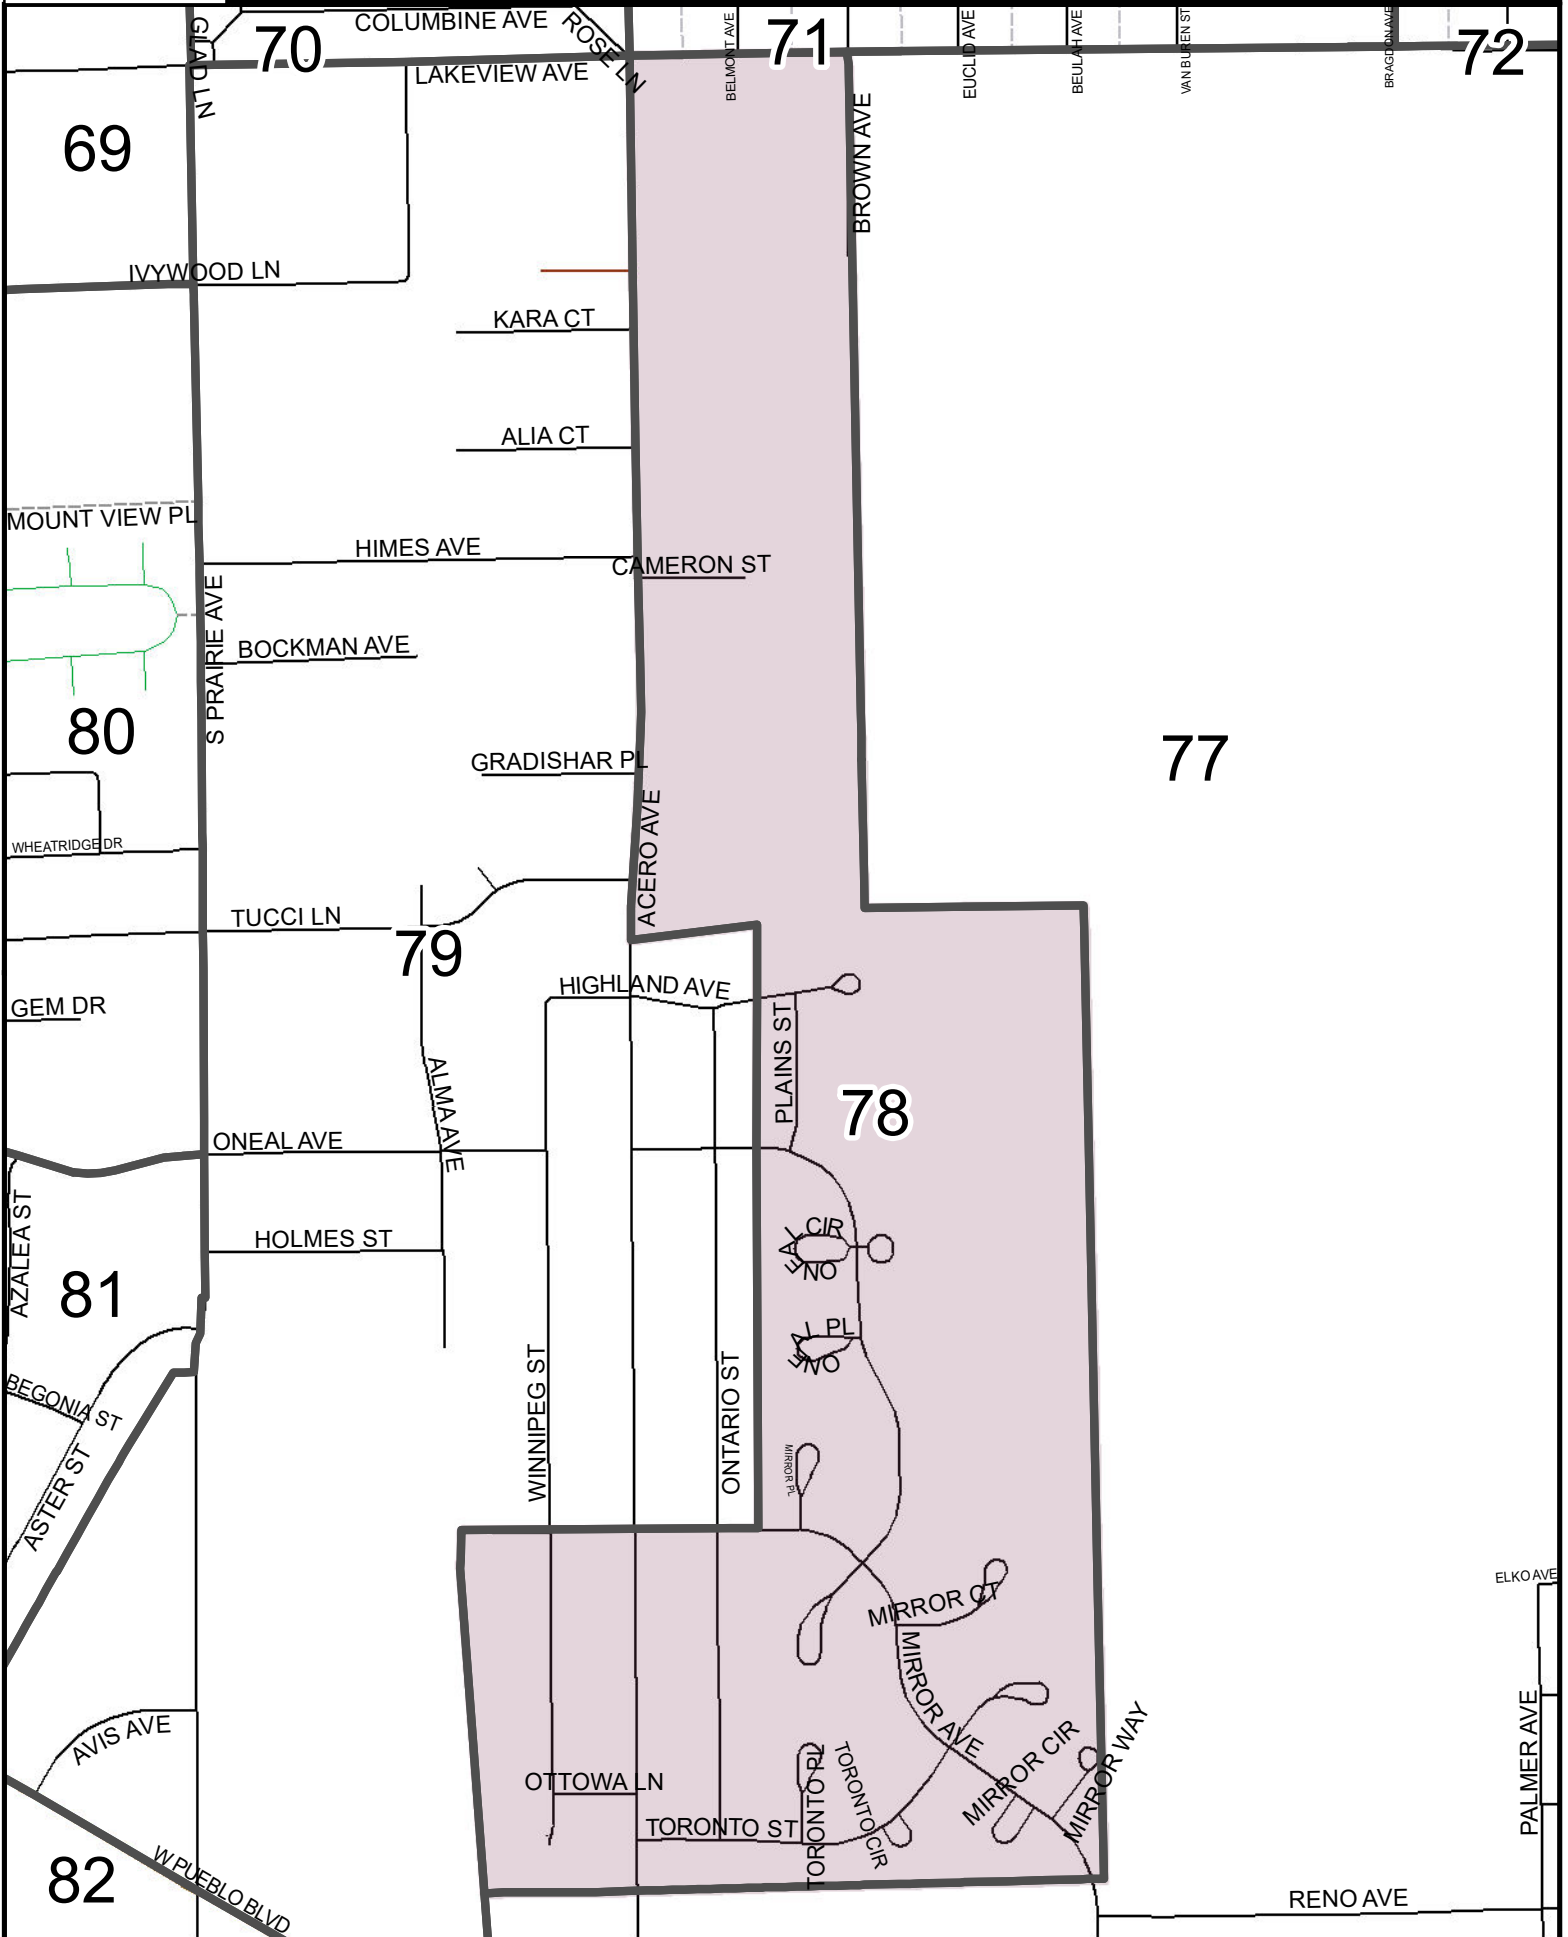 COLUMBINE AVE
ROSE LN
70
71
72
GLAD LN
LAKEVIEW AVE
BELMONT AVE
EUCLID AVE
BEULAH AVE
VAN BUREN ST
BRAGDON AVE
69
BROWN AVE
IVYWOOD LN
KARA CT
ALIA CT
MOUNT VIEW PL
HIMES AVE
CAMERON ST
S PRAIRIE AVE
BOCKMAN AVE
80
77
GRADISHAR PL
ACERO AVE
WHEATRIDGE DR
TUCCI LN
79
HIGHLAND AVE
GEM DR
PLAINS ST
78
ALMA AVE
ONEAL AVE
AZALEA ST
HOLMES ST
ONEAL CIR
81
ONEAL PL
WINNIPEG ST
ONTARIO ST
BEGONIA ST
MIRROR PL
ASTER ST
ELKO AVE
MIRROR CT
MIRROR AVE
AVIS AVE
PALMER AVE
MIRROR CIR
MIRROR WAY
OTTOWA LN
TORONTO PL
TORONTO CIR
TORONTO ST
82
W PUEBLO BLVD
RENO AVE